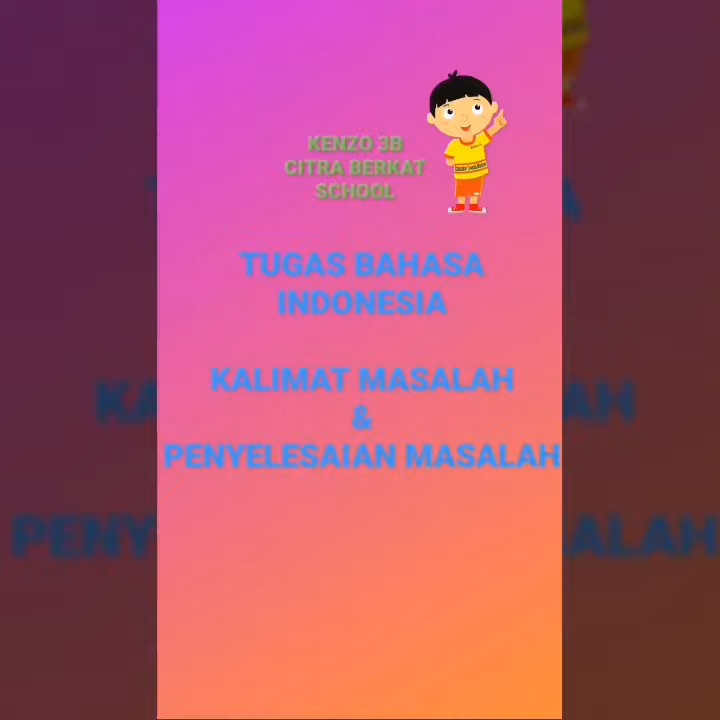 KENZO 3B
CITRA BERKAT
SCHOOL
TUGAS BAHASA
INDONESIA
KALIMAT MASALAH
&
PENYELESAIAN MASALAH